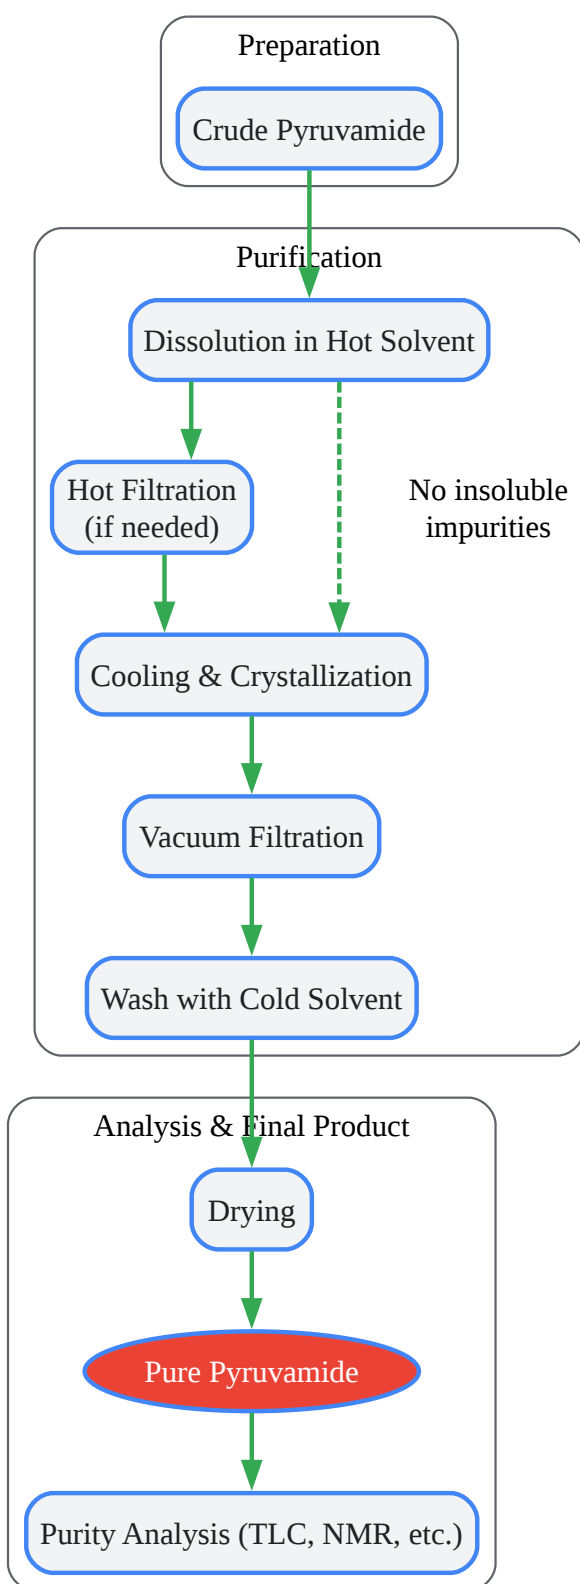 Preparation
Crude Pyruvamide
Purification
Dissolution in Hot Solvent
Hot Filtration
(if needed)
No insoluble
impurities
Cooling & Crystallization
Vacuum Filtration
Wash with Cold Solvent
Analysis & Final Product
Drying
Pure Pyruvamide
Purity Analysis (TLC, NMR, etc.)